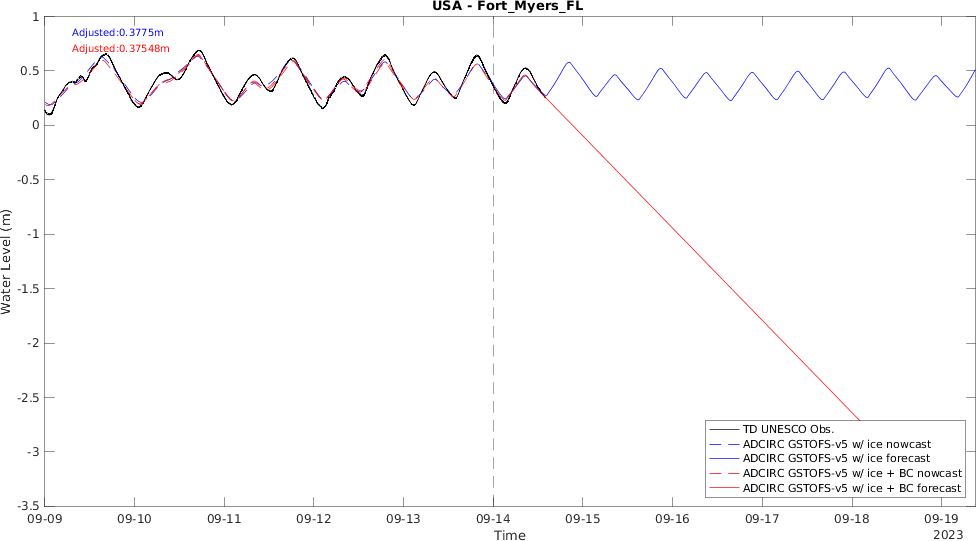 USA - Fort_Myers_FL
Adjusted:0.3775m
Adjusted:0.37548m
1
0.5
0
-0.5
-1
-1.5
-2
-2.5
-3
-3.5
Water Level (m)
TD UNESCO Obs.
ADCIRC GSTOFS-v5 w/ ice nowcast
ADCIRC GSTOFS-v5 w/ ice forecast
ADCIRC GSTOFS-v5 w/ ice + BC nowcast
ADCIRC GSTOFS-v5 w/ ice + BC forecast
09-09 09-10 09-11 09-12 09-13 09-14 09-15 09-16 09-17 09-18 09-19
Time
2023